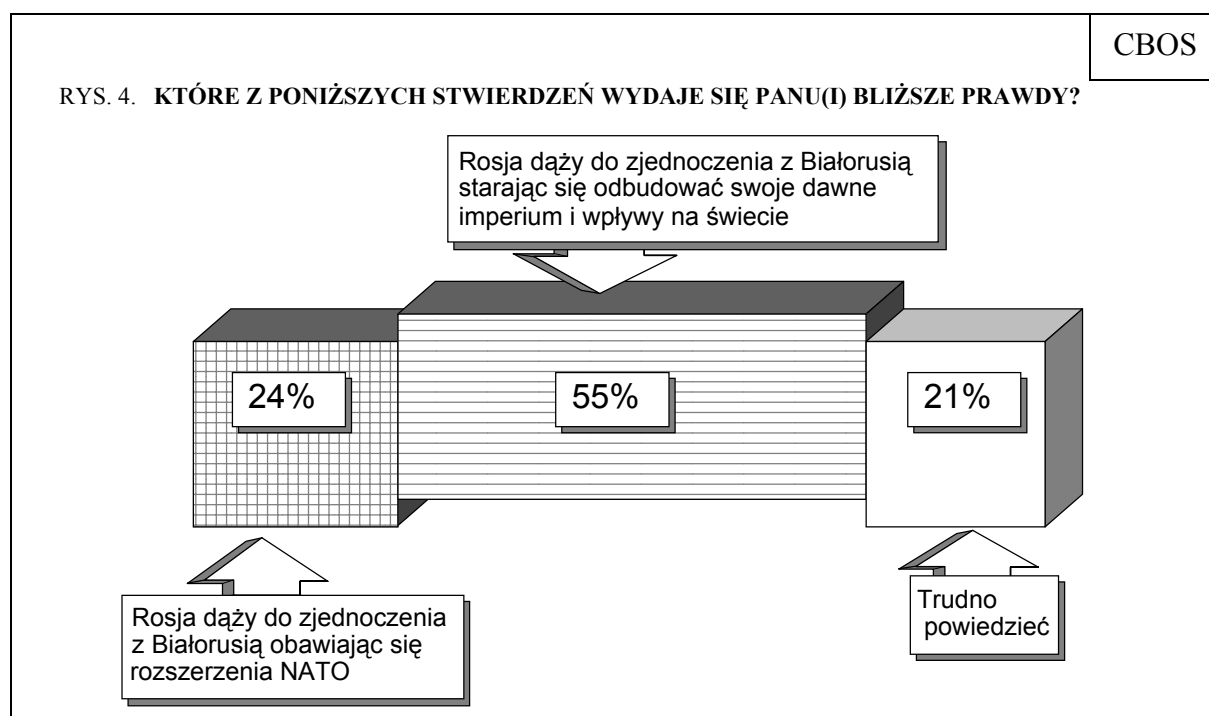 CBOS
RYS. 4. KTÓRE Z PONIŻSZYCH STWIERDZEŃ WYDAJE SIĘ PANU(I) BLIŻSZE PRAWDY?
Rosja dąży do zjednoczenia z Białorusią
starając się odbudować swoje dawne
imperium i wpływy na świecie
24%
55%
21%
Rosja dąży do zjednoczenia
z Białorusią obawiając się
rozszerzenia NATO
Trudno
powiedzieć